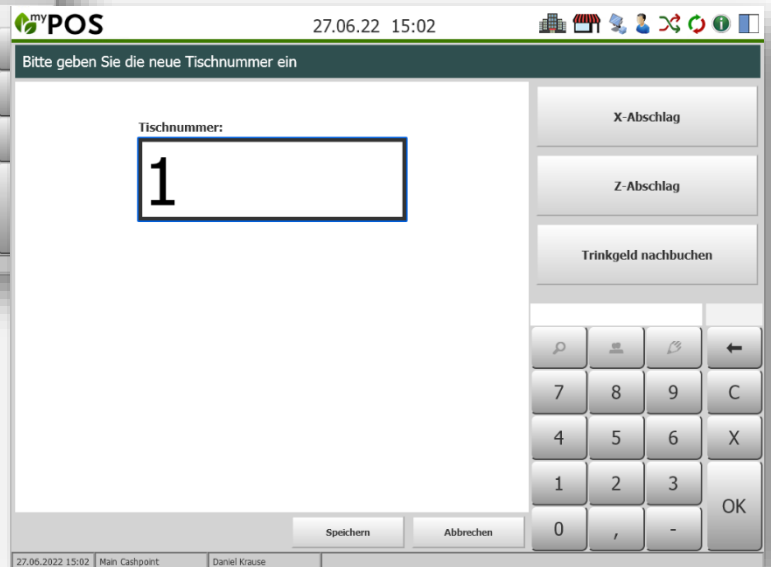 myPOS 27.06.22 15:02
Bitte geben Sie die neue Tischnummer ein
Tischnummer:
1
X-Abschlag
Z-Abschlag
Trinkgeld nachbuchen
7 8 9 C
4 5 6 X
1 2 3 OK
0 , -
Speichern Abbrechen
27.06.2022 15:02 Main Cashpoint Daniel Krause